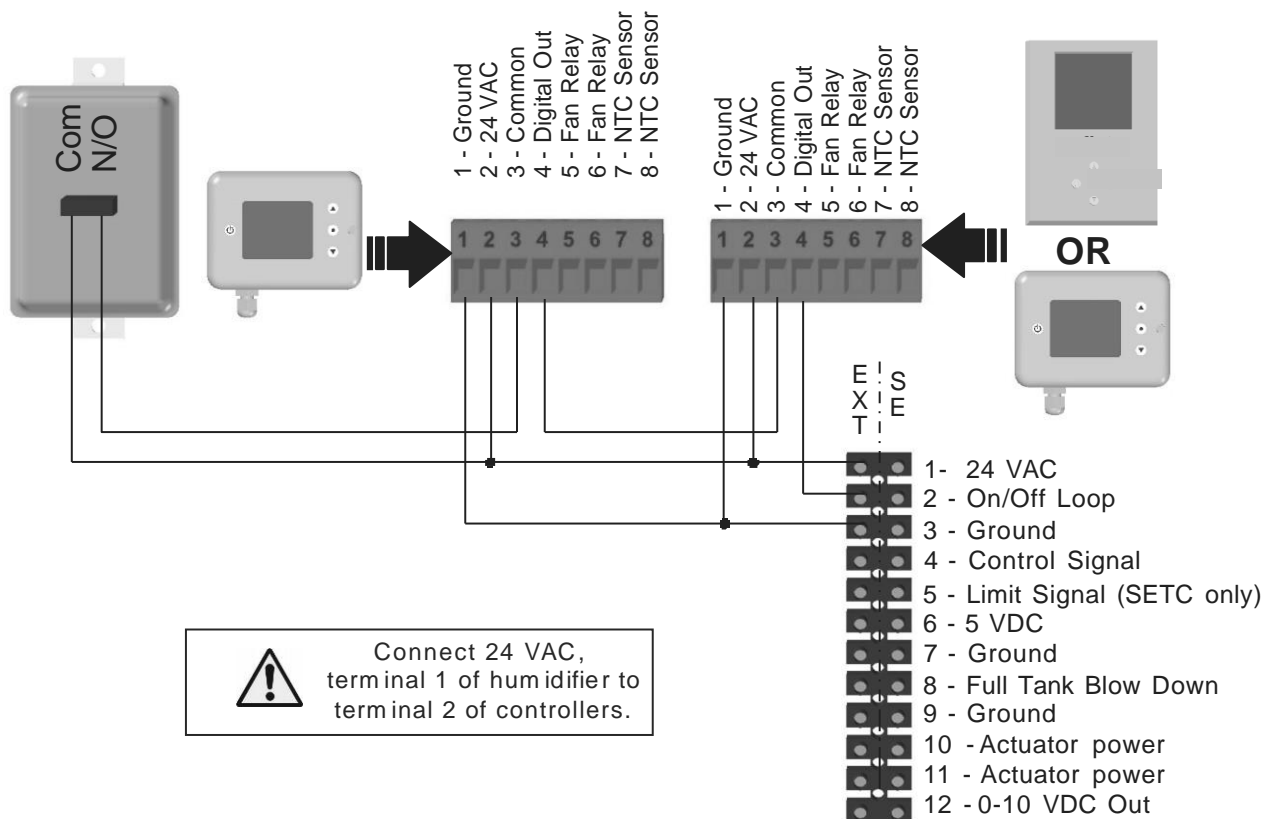 Com
N/O
1 - Ground
2 - 24 VAC
3 - Common
4 - Digital Out
5 - Fan Relay
6 - Fan Relay
7 - NTC Sensor
8 - NTC Sensor
1 2 3 4 5 6 7 8
1 - Ground
2 - 24 VAC
3 - Common
4 - Digital Out
5 - Fan Relay
6 - Fan Relay
7 - NTC Sensor
8 - NTC Sensor
1 2 3 4 5 6 7 8
OR
EXT
SE
1- 24 VAC
2 - On/Off Loop
3 - Ground
4 - Control Signal
5 - Limit Signal (SETC only)
6 - 5 VDC
7 - Ground
8 - Full Tank Blow Down
9 - Ground
10 - Actuator power
11 - Actuator power
12 - 0-10 VDC Out
Connect 24 VAC,
terminal 1 of humidifier to
terminal 2 of controllers.